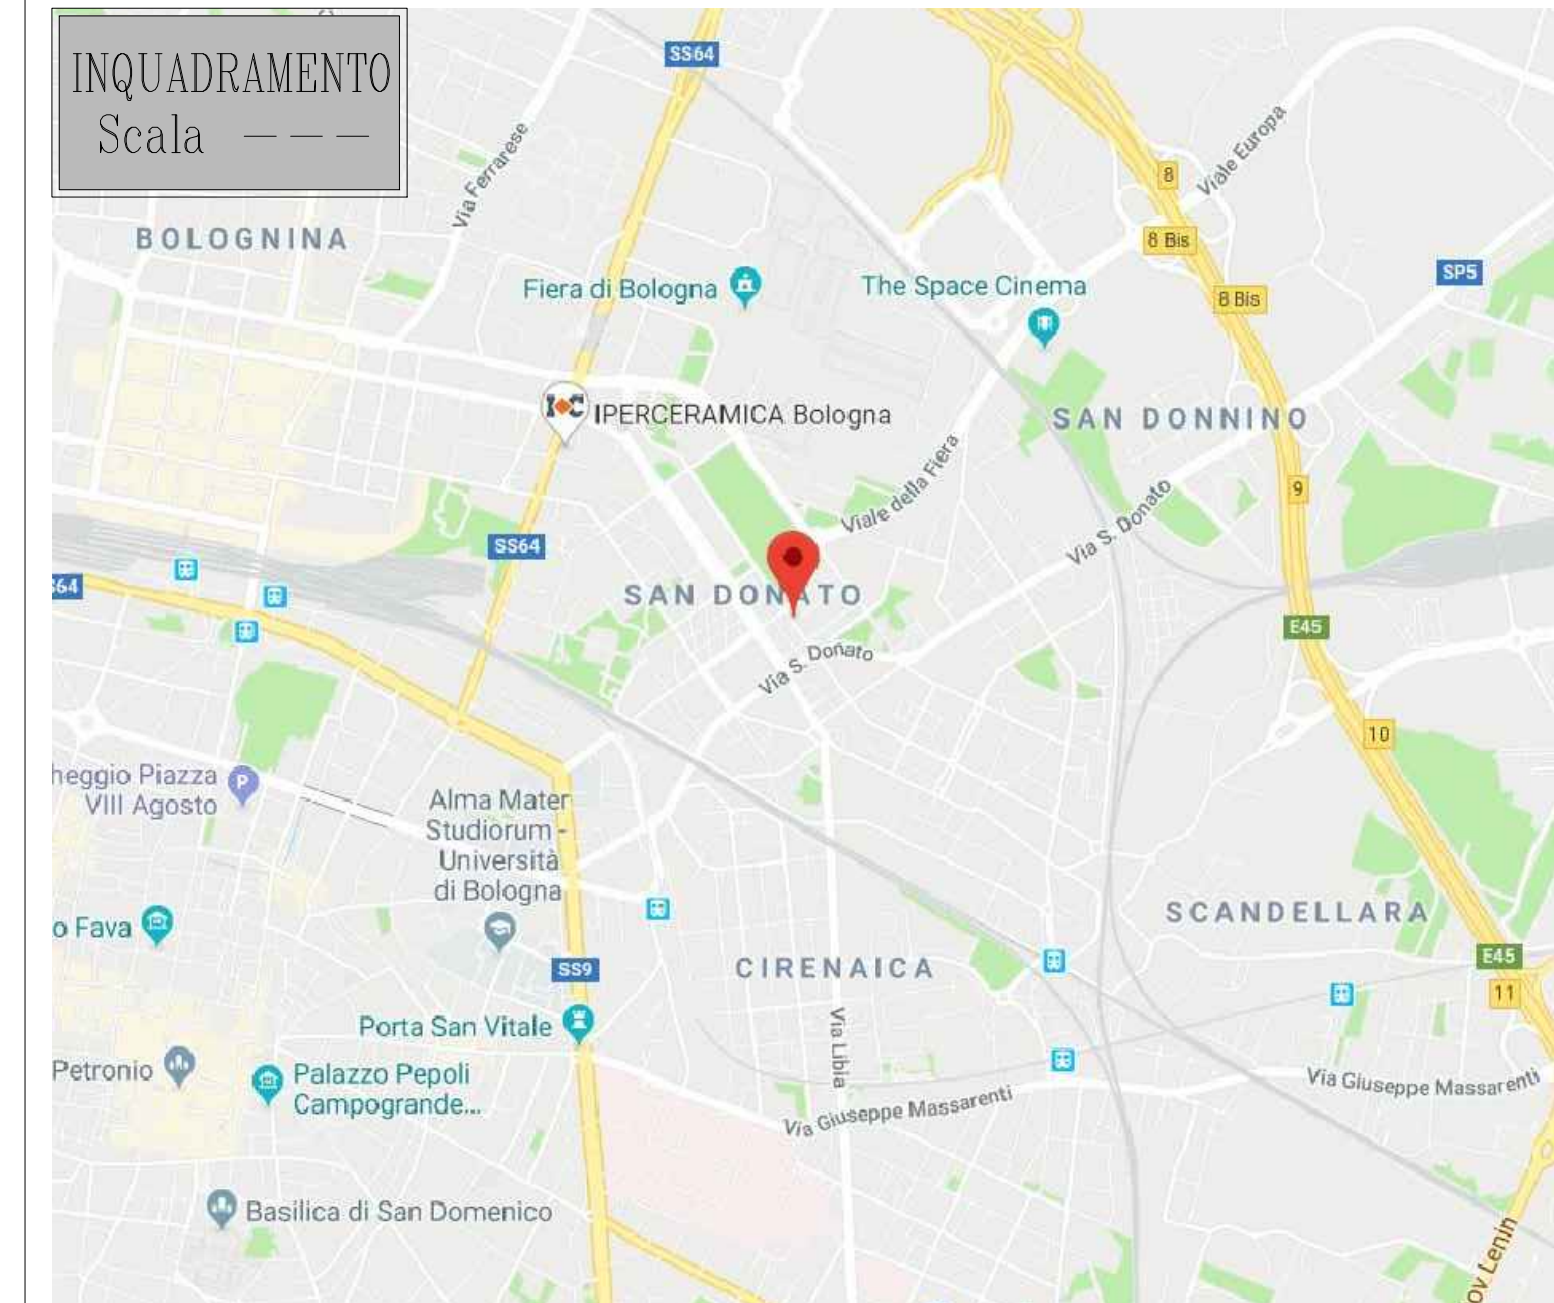 INQUADRAMENTO
Scala ---
SS64
Via Ferrarese
Viale Europa
8
BOLOGNINA
8 Bis
SP5
Fiera di Bologna
The Space Cinema
8 Bis
IPERCERAMICA Bologna
SAN DONNINO
Viale della Fiera
9
Via S. Donato
SS64
64
SAN DONATO
E45
Via S. Donato
10
heggio Piazza
VIII Agosto
P
Alma Mater
Studiorum -
Università
di Bologna
SCANDELLARA
o Fava
E45
SS9
CIRENAICA
11
Porta San Vitale
Via Libia
Petronio
Palazzo Pepoli
Campogrande...
Via Giuseppe Massarenti
Via Giuseppe Massarenti
Basilica di San Domenico
ov Lenin